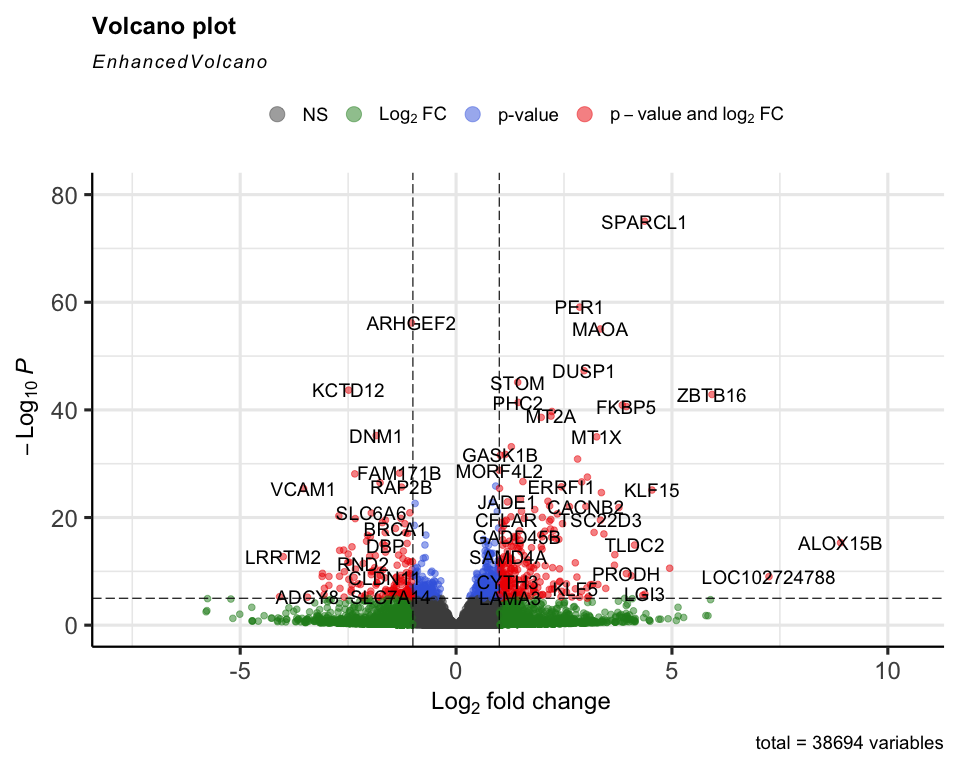 Volcano plot
EnhancedVolcano
NS Log2 FC p-value p − value and log2 FC
80
60
40
20
0
− Log10 P
SPARCL1
PER1
ARHGEF2
MAOA
DUSP1
STOM
KCTD12
ZBTB16
PHC2
FKBP5
MT2A
DNM1
MT1X
GASK1B
FAM171B
MORF4L2
VCAM1
RAP2B
ERRFI1
KLF15
JADE1
CACNB2
SLC6A6
CFLAR
TSC22D3
BRCA1
GADD45B
DBP
TLDC2
ALOX15B
LRRTM2
SAMD4A
RND2
CLDN11
CYTH3
PRODH
LOC102724788
KLF5
LGI3
ADCY8
SLC7A14
LAMA3
-5 0 5 10
Log2 fold change
total = 38694 variables